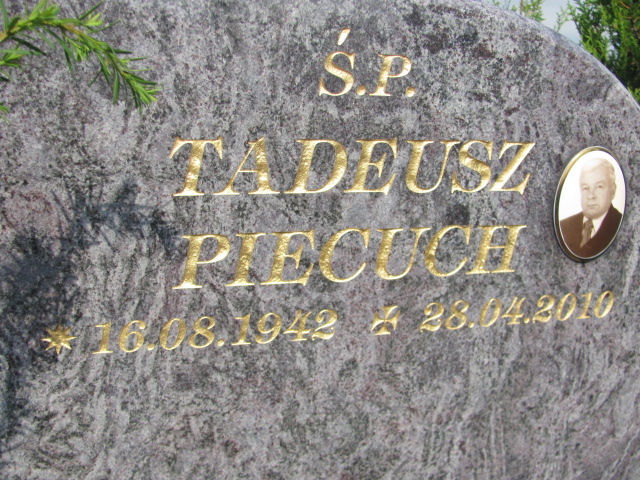 Ś.P.
TADEUSZ
PIECUCH
* 16.08.1942 ✠ 28.04.2010